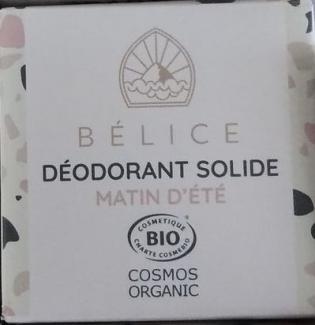 BÉLICE
DÉODORANT SOLIDE
MATIN D'ÉTÉ
COSMETIQUE
BIO
CHARTE COSMEBIO
COSMOS
ORGANIC